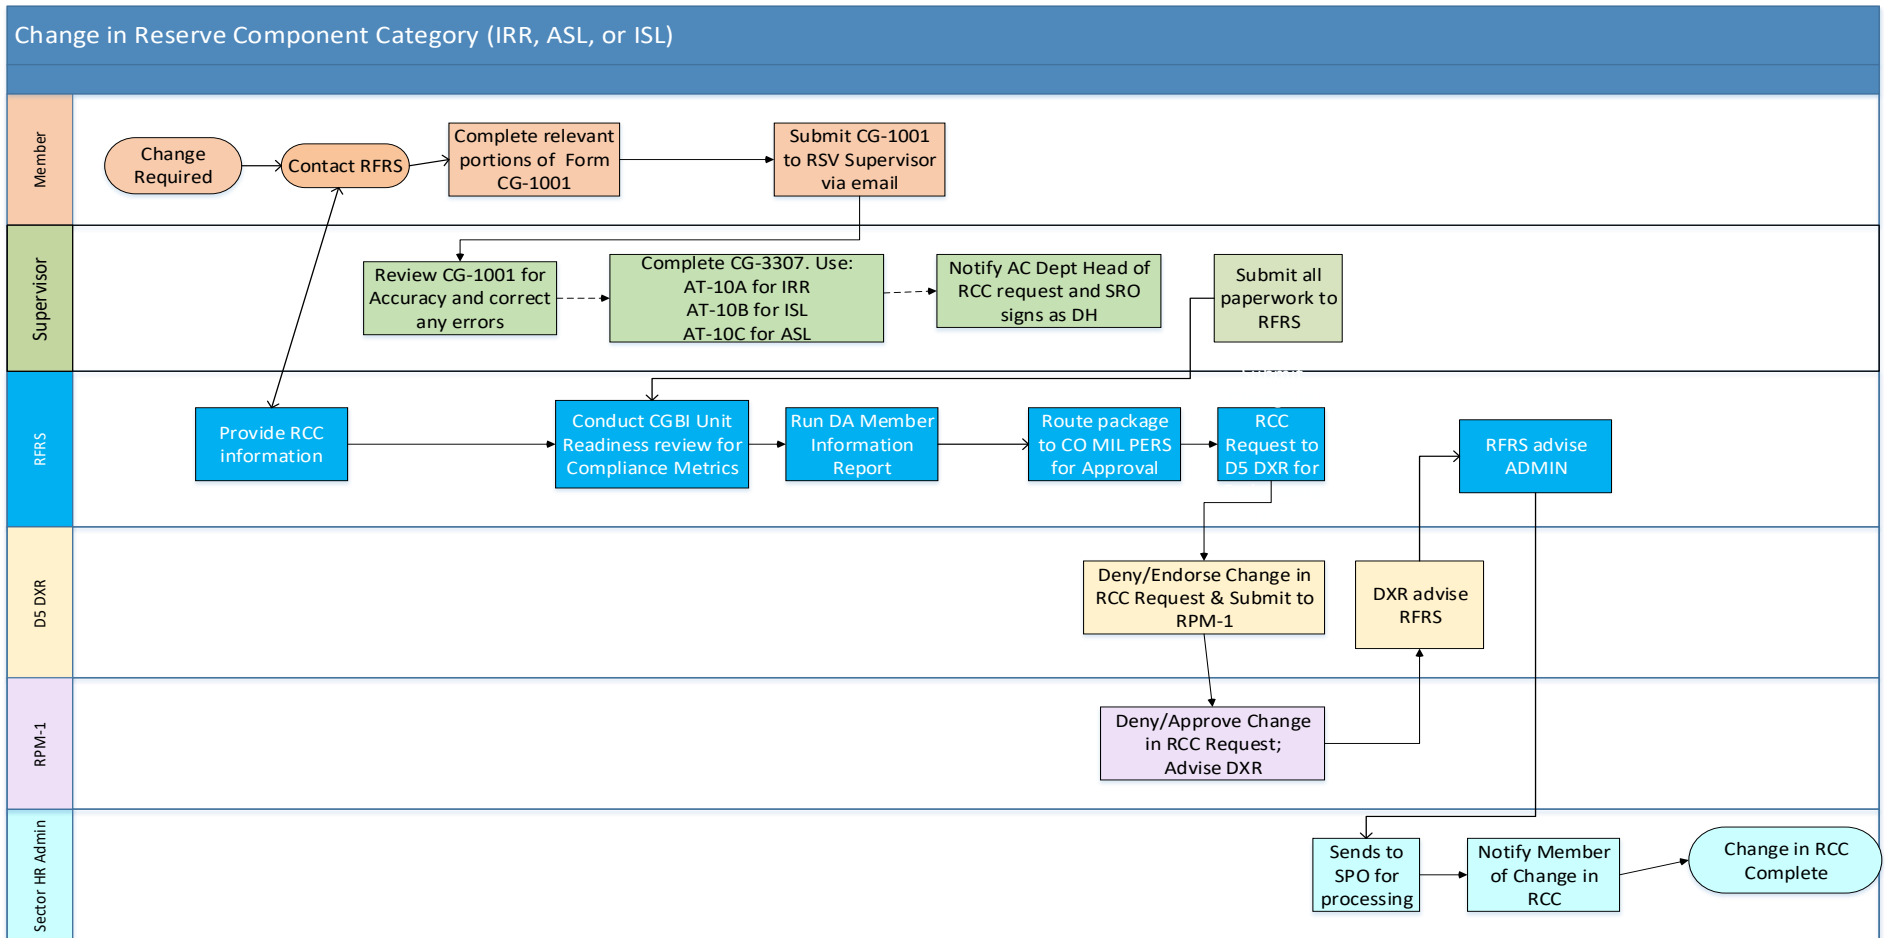 Change in Reserve Component Category (IRR, ASL, or ISL)
Member
Change
Required
Contact RFRS
Complete relevant
portions of Form
CG-1001
Submit CG-1001
to RSV Supervisor
via email
Supervisor
Review CG-1001 for
Accuracy and correct
any errors
Complete CG-3307. Use:
AT-10A for IRR
AT-10B for ISL
AT-10C for ASL
Notify AC Dept Head of
RCC request and SRO
signs as DH
Submit all
paperwork to
RFRS
RFRS
Provide RCC
information
Conduct CGBI Unit
Readiness review for
Compliance Metrics
Run DA Member
Information
Report
Route package
to CO MIL PERS
for Approval
RCC
Request to
D5 DXR for
RFRS advise
ADMIN
D5 DXR
Deny/Endorse Change in
RCC Request & Submit to
RPM-1
DXR advise
RFRS
RPM-1
Deny/Approve Change
in RCC Request;
Advise DXR
Sector HR Admin
Sends to
SPO for
processing
Notify Member
of Change in
RCC
Change in RCC
Complete